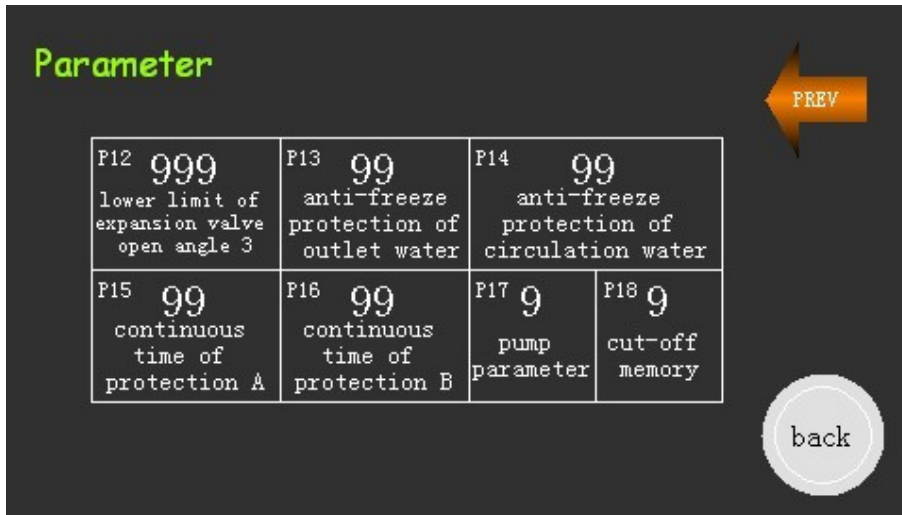 Parameter
PREV
P12 999
lower limit of
expansion valve
open angle 3
P13 99
anti-freeze
protection of
outlet water
P14 99
anti-freeze
protection of
circulation water
P15 99
continuous
time of
protection A
P16 99
continuous
time of
protection B
P17 9
pump
parameter
P18 9
cut-off
memory
back